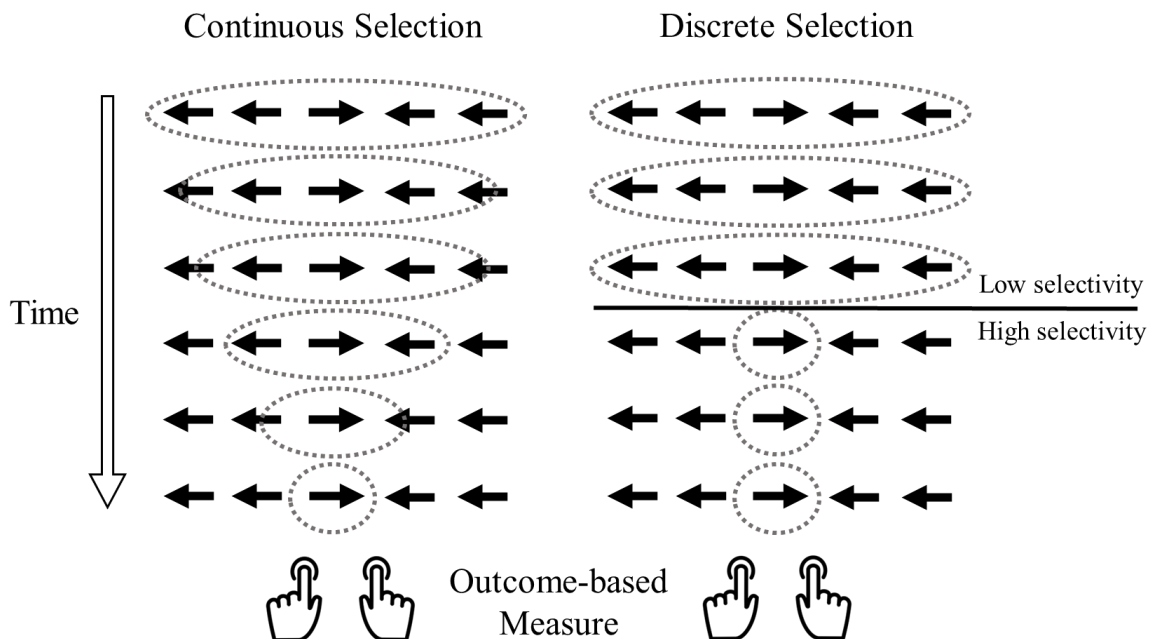 Continuous Selection
Discrete Selection
Time
Low selectivity
High selectivity
Outcome-based
Measure